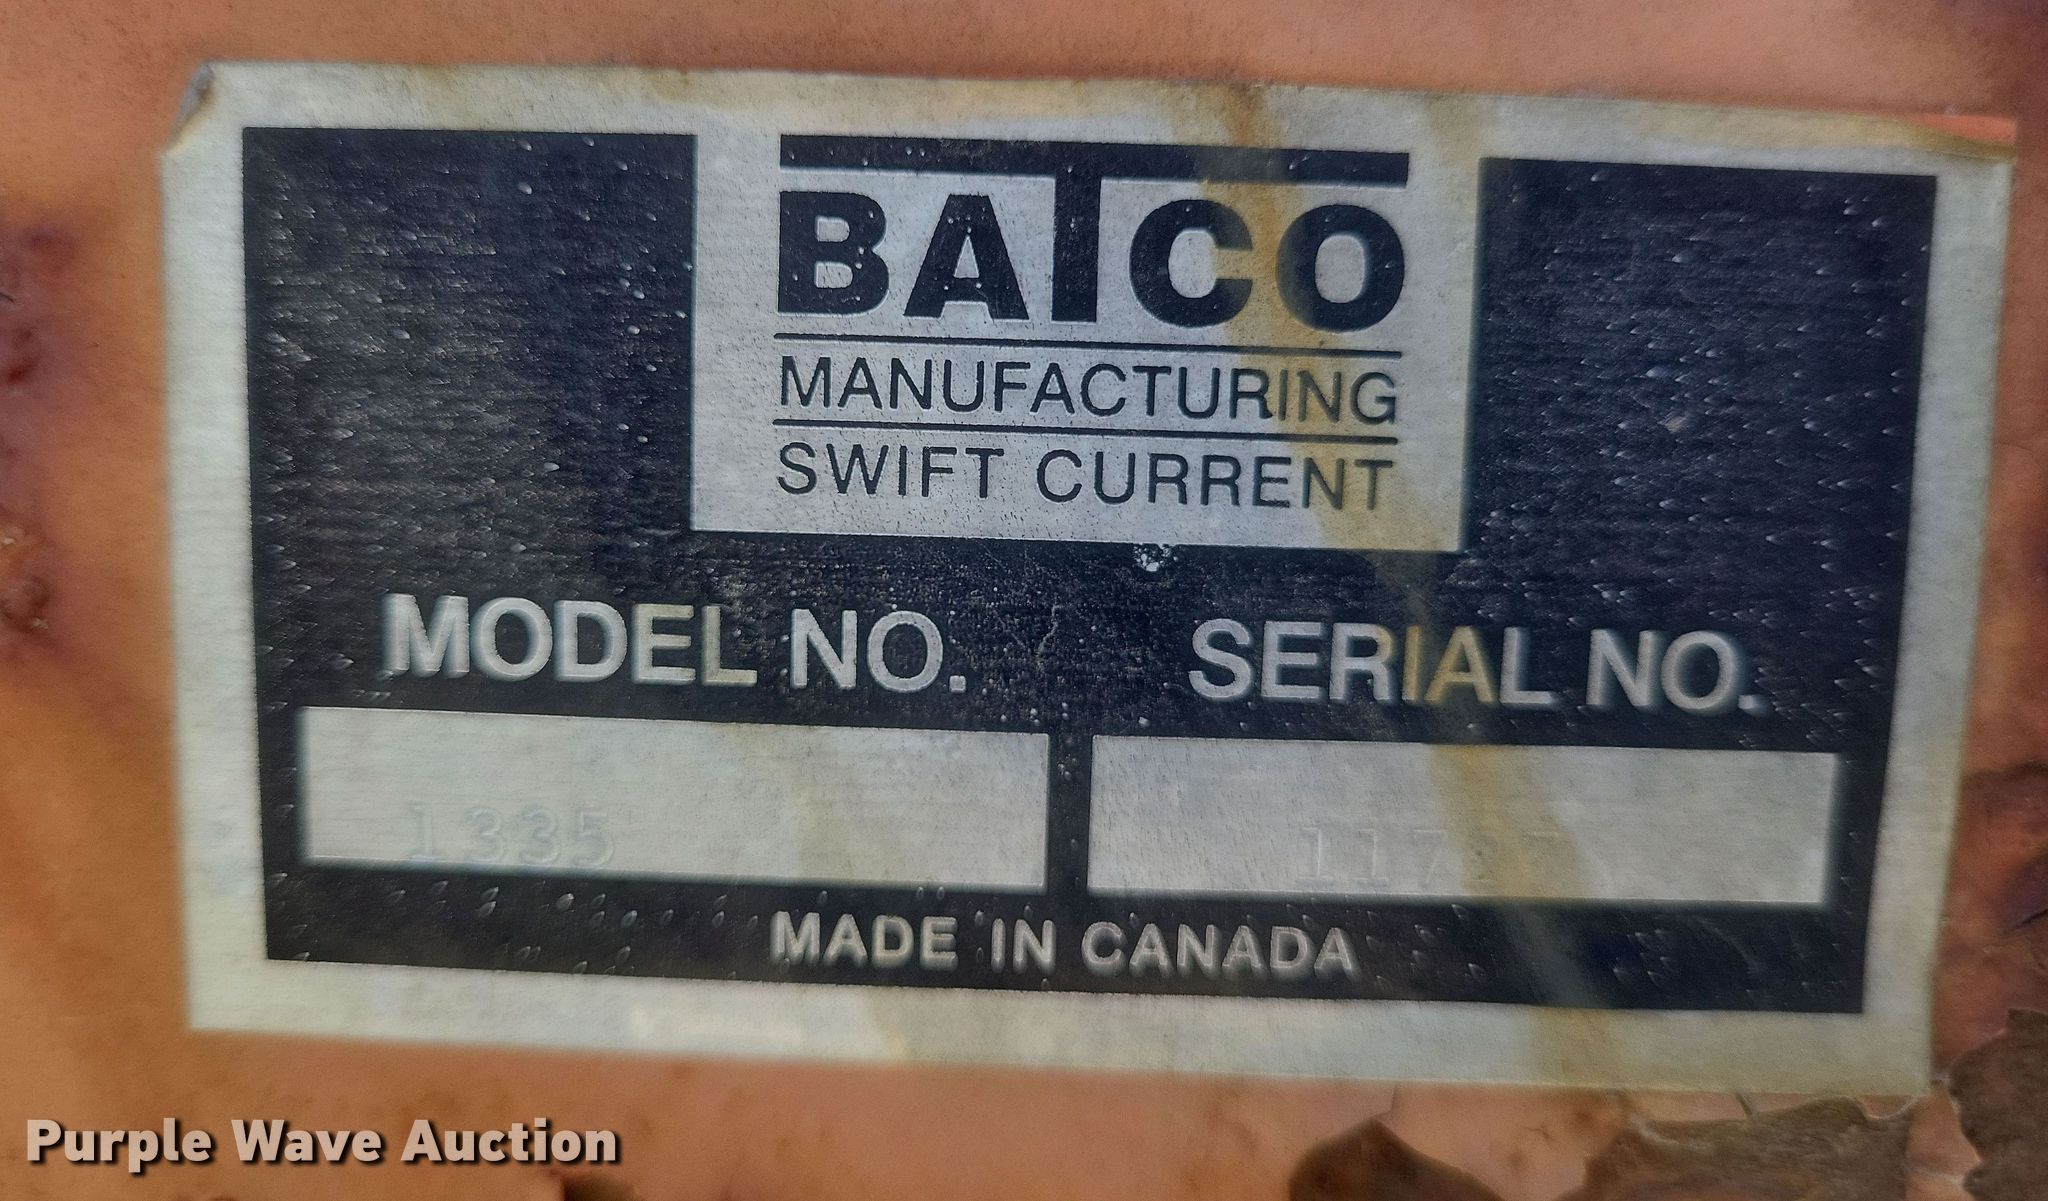 BATCO
MANUFACTURING
SWIFT CURRENT
MODEL NO. SERIAL NO.
1335
MADE IN CANADA
Purple Wave Auction